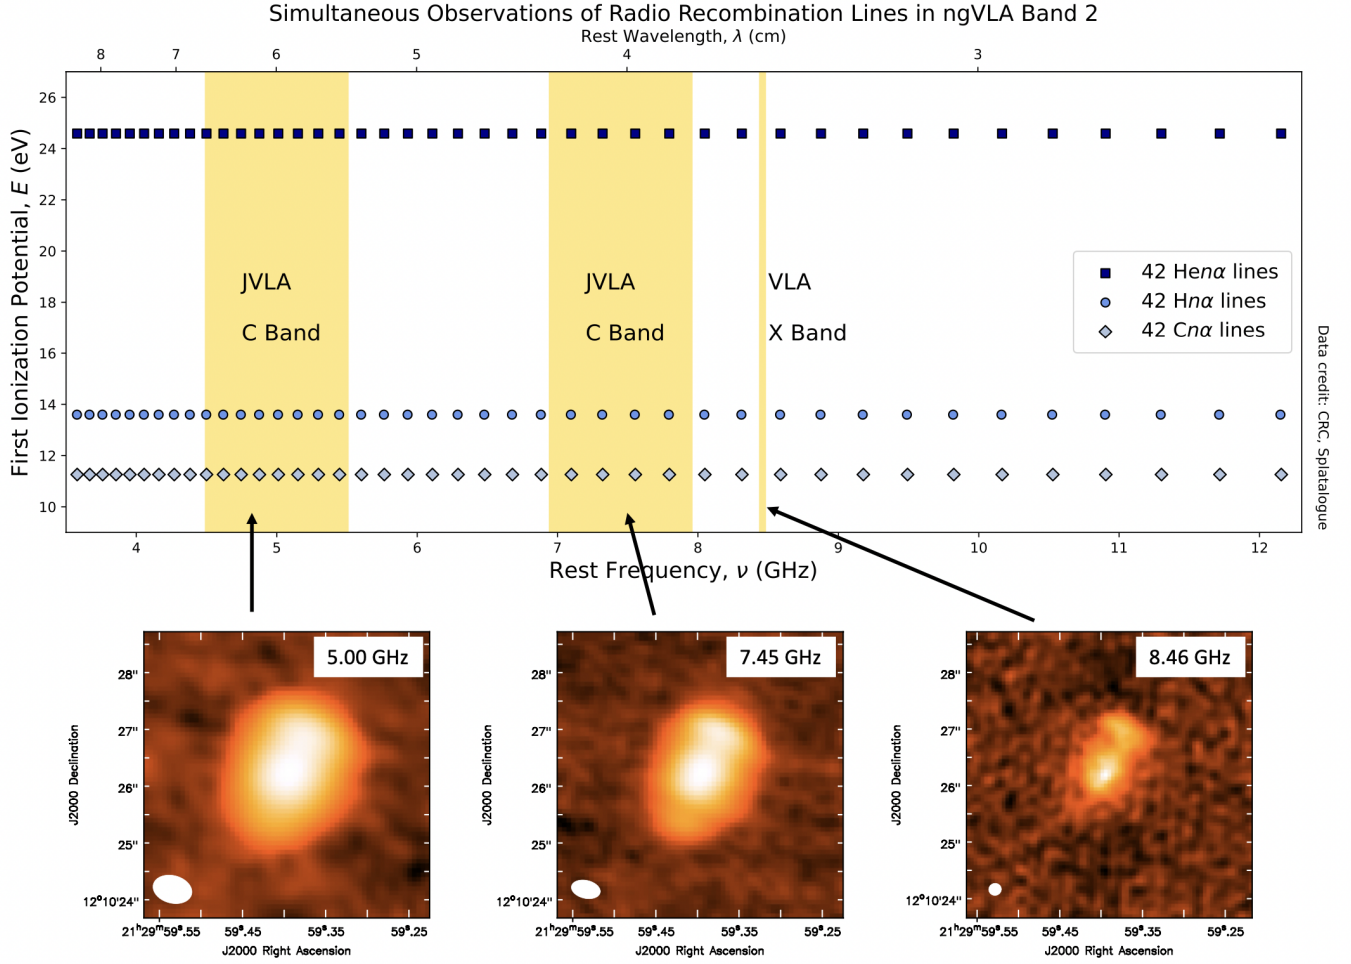 Simultaneous Observations of Radio Recombination Lines in ngVLA Band 2
Rest Wavelength, λ (cm)
8 7 6 5 4 3
First Ionization Potential, E (eV)
26
24
22
20
18
16
14
12
10
JVLA
C Band
JVLA
C Band
VLA
X Band
42 Henα lines
42 Hnα lines
42 Cnα lines
Data credit: CRC, Splatalogue
4 5 6 7 8 9 10 11 12
Rest Frequency, ν (GHz)
5.00 GHz
J2000 Declination
28"
27"
26"
25"
12°10'24"
21ʰ29ᵐ59ˢ.55 59ˢ.45 59ˢ.35 59ˢ.25
J2000 Right Ascension
7.45 GHz
J2000 Declination
28"
27"
26"
25"
12°10'24"
21ʰ29ᵐ59ˢ.55 59ˢ.45 59ˢ.35 59ˢ.25
J2000 Right Ascension
8.46 GHz
J2000 Declination
28"
27"
26"
25"
12°10'24"
21ʰ29ᵐ59ˢ.55 59ˢ.45 59ˢ.35 59ˢ.25
J2000 Right Ascension